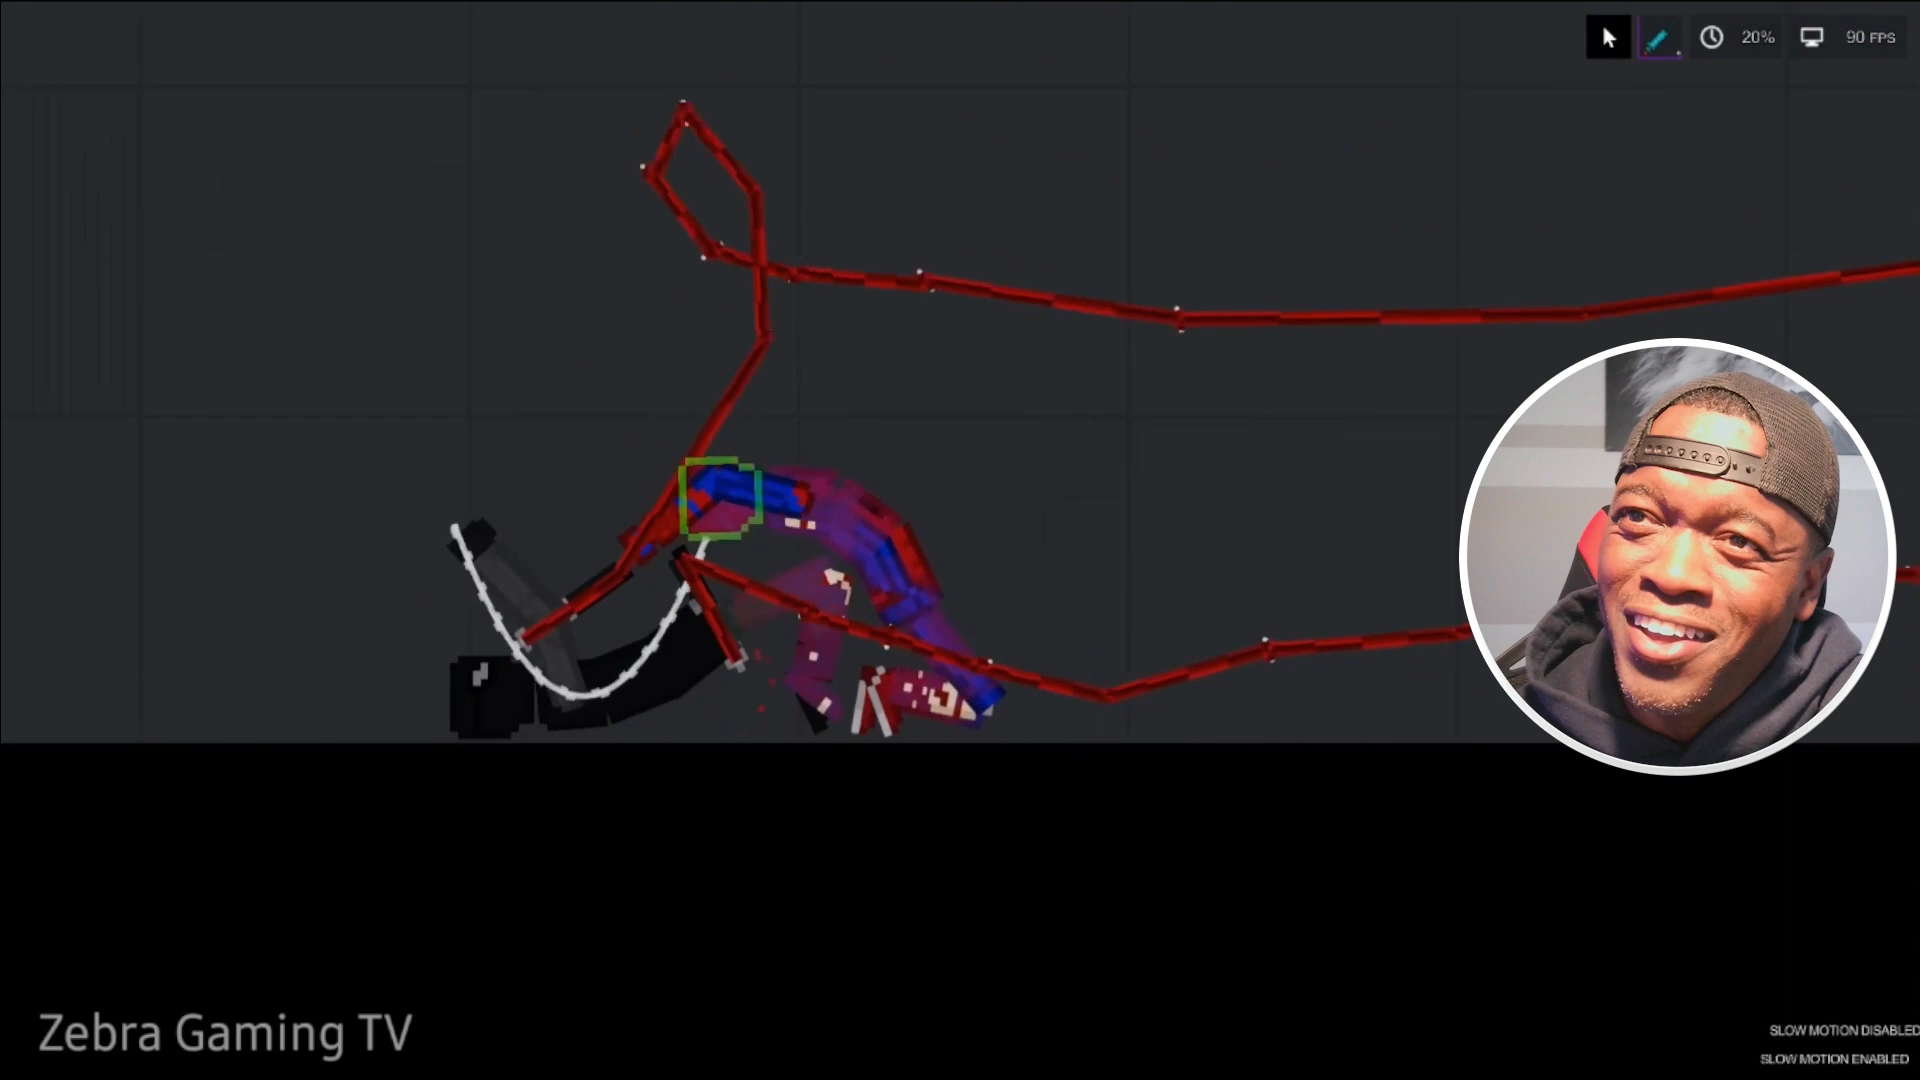 20%
90 FPS
Zebra Gaming TV
SLOW MOTION DISABLED
SLOW MOTION ENABLED